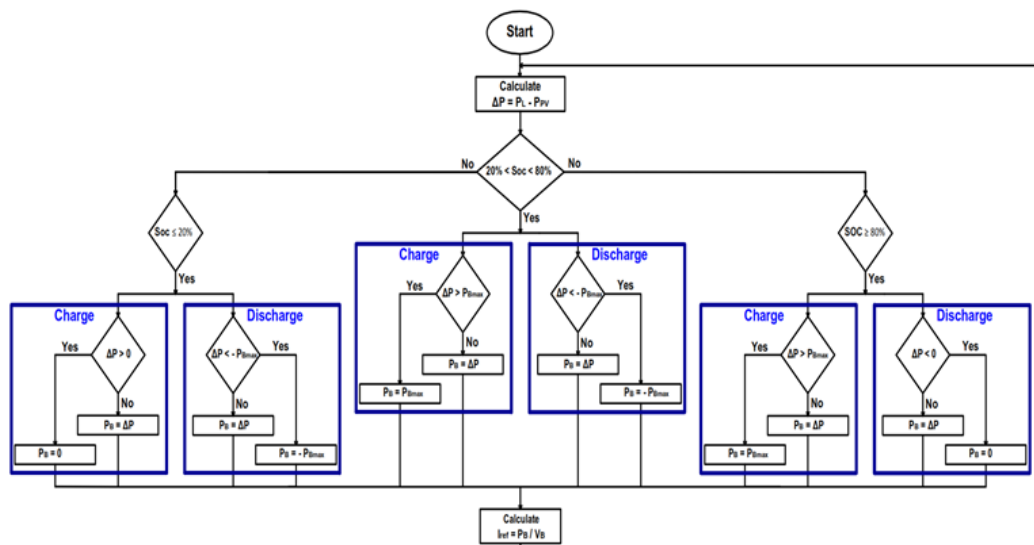 Start
Calculate
ΔP = PL - PPV
No
20% < Soc < 80%
No
Yes
Soc ≤ 20%
Yes
SOC ≥ 80%
Yes
Charge
ΔP > PBmax
Yes
No
PB = ΔP
PB = PBmax
Discharge
ΔP < - PBmax
Yes
No
PB = ΔP
PB = - PBmax
Charge
Yes
ΔP > 0
No
PB = ΔP
PB = 0
Discharge
ΔP < - PBmax
Yes
No
PB = ΔP
PB = - PBmax
Charge
Yes
ΔP > PBmax
No
PB = ΔP
PB = PBmax
Discharge
ΔP < 0
Yes
No
PB = ΔP
PB = 0
Calculate
Iref = PB / VB